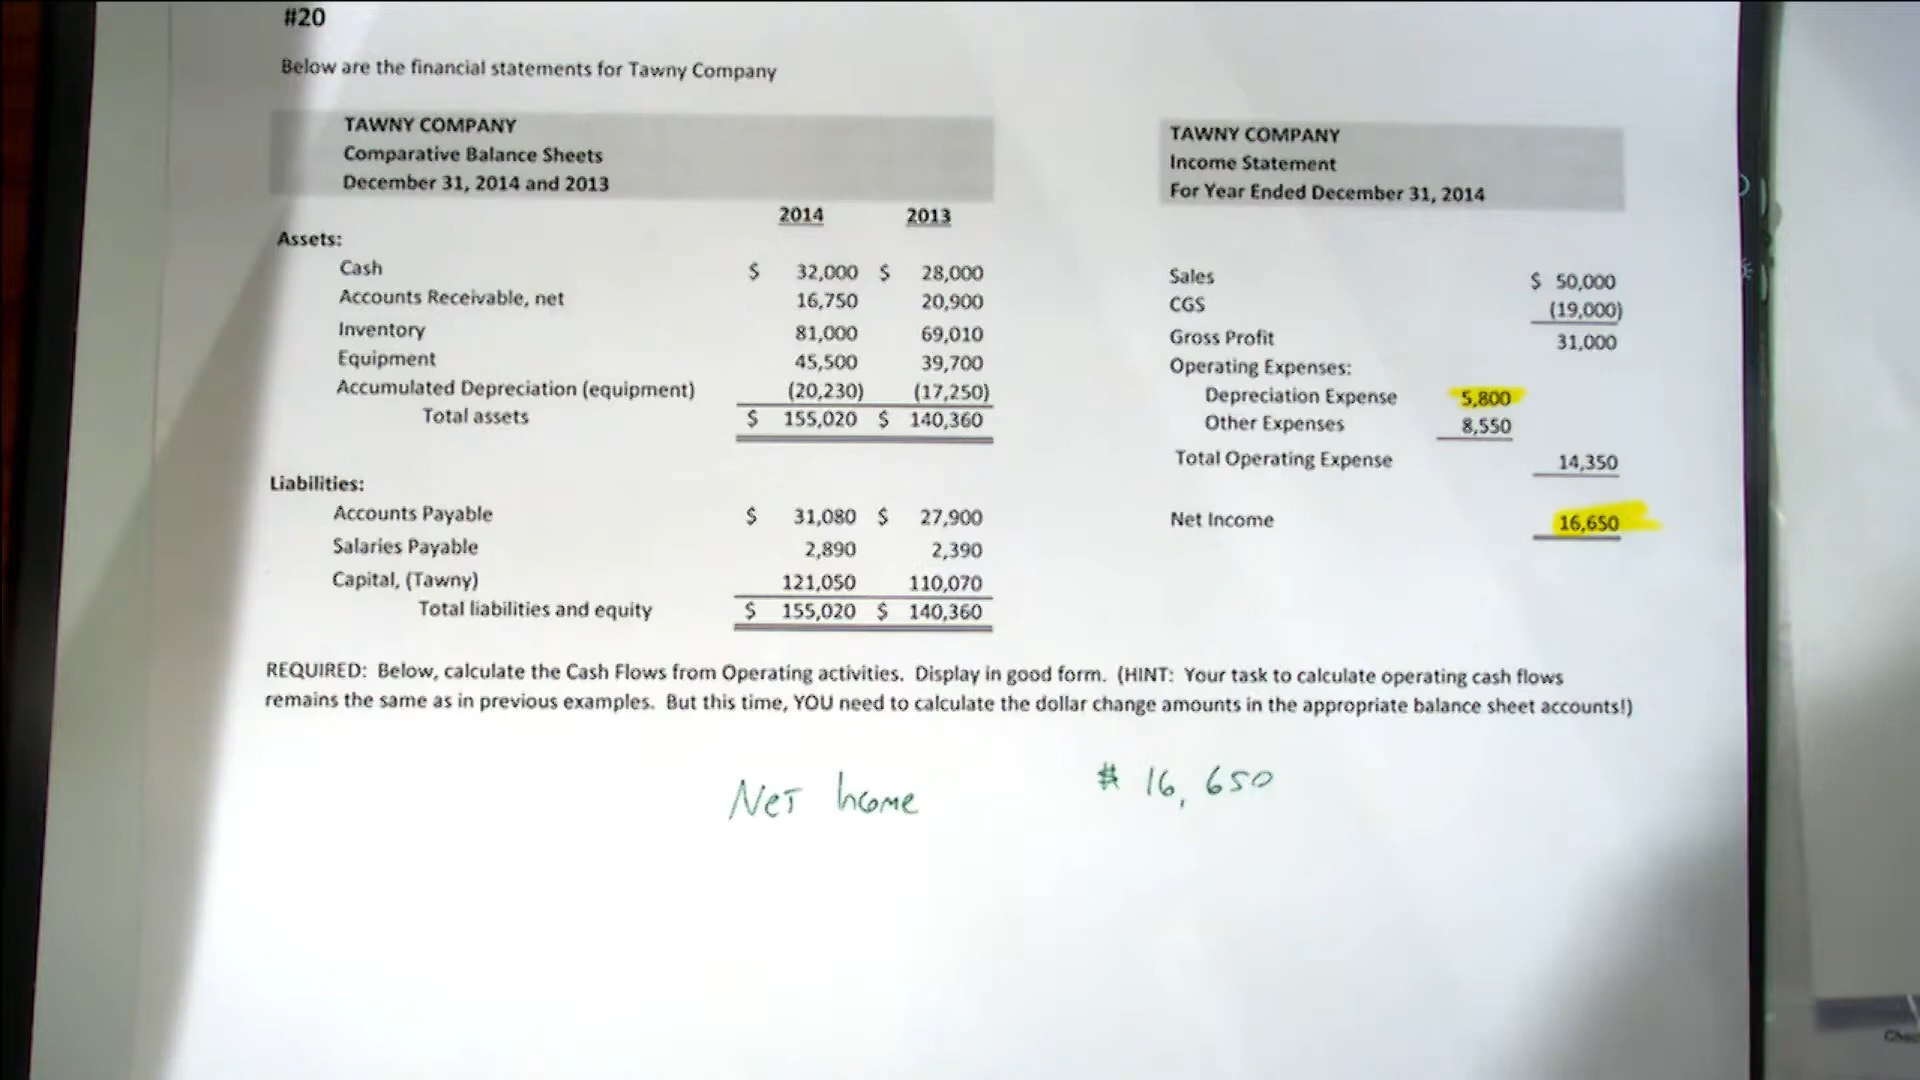 #20
Below are the financial statements for Tawny Company
TAWNY COMPANY
Comparative Balance Sheets
December 31, 2014 and 2013
2014 2013
Assets:
Cash $ 32,000 $ 28,000
Accounts Receivable, net 16,750 20,900
Inventory 81,000 69,010
Equipment 45,500 39,700
Accumulated Depreciation (equipment) (20,230) (17,250)
Total assets $ 155,020 $ 140,360
Liabilities:
Accounts Payable $ 31,080 $ 27,900
Salaries Payable 2,890 2,390
Capital, (Tawny) 121,050 110,070
Total liabilities and equity $ 155,020 $ 140,360
TAWNY COMPANY
Income Statement
For Year Ended December 31, 2014
Sales $ 50,000
CGS (19,000)
Gross Profit 31,000
Operating Expenses:
Depreciation Expense 5,800
Other Expenses 8,550
Total Operating Expense 14,350
Net Income 16,650
REQUIRED: Below, calculate the Cash Flows from Operating activities. Display in good form. (HINT: Your task to calculate operating cash flows
remains the same as in previous examples. But this time, YOU need to calculate the dollar change amounts in the appropriate balance sheet accounts!)
Net Income $ 16,650